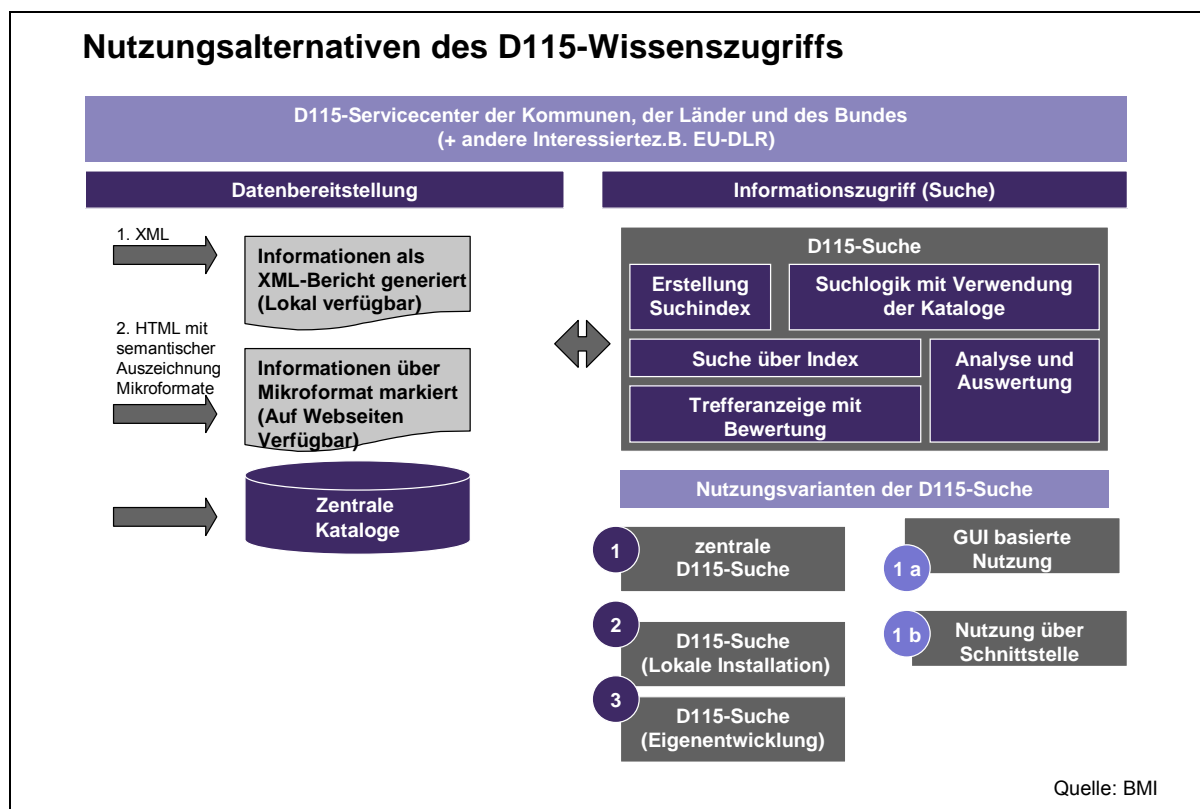 Nutzungsalternativen des D115-Wissenszugriffs
D115-Servicecenter der Kommunen, der Länder und des Bundes
(+ andere Interessiertez.B. EU-DLR)
Datenbereitstellung
1. XML
Informationen als
XML-Bericht generiert
(Lokal verfügbar)
2. HTML mit
semantischer
Auszeichnung
Mikroformate
Informationen über
Mikroformat markiert
(Auf Webseiten
Verfügbar)
Zentrale
Kataloge
Informationszugriff (Suche)
D115-Suche
Erstellung
Suchindex
Suchlogik mit Verwendung
der Kataloge
Suche über Index
Analyse und
Auswertung
Trefferanzeige mit
Bewertung
Nutzungsvarianten der D115-Suche
1
zentrale
D115-Suche
1 a
GUI basierte
Nutzung
1 b
Nutzung über
Schnittstelle
2
D115-Suche
(Lokale Installation)
3
D115-Suche
(Eigenentwicklung)
Quelle: BMI